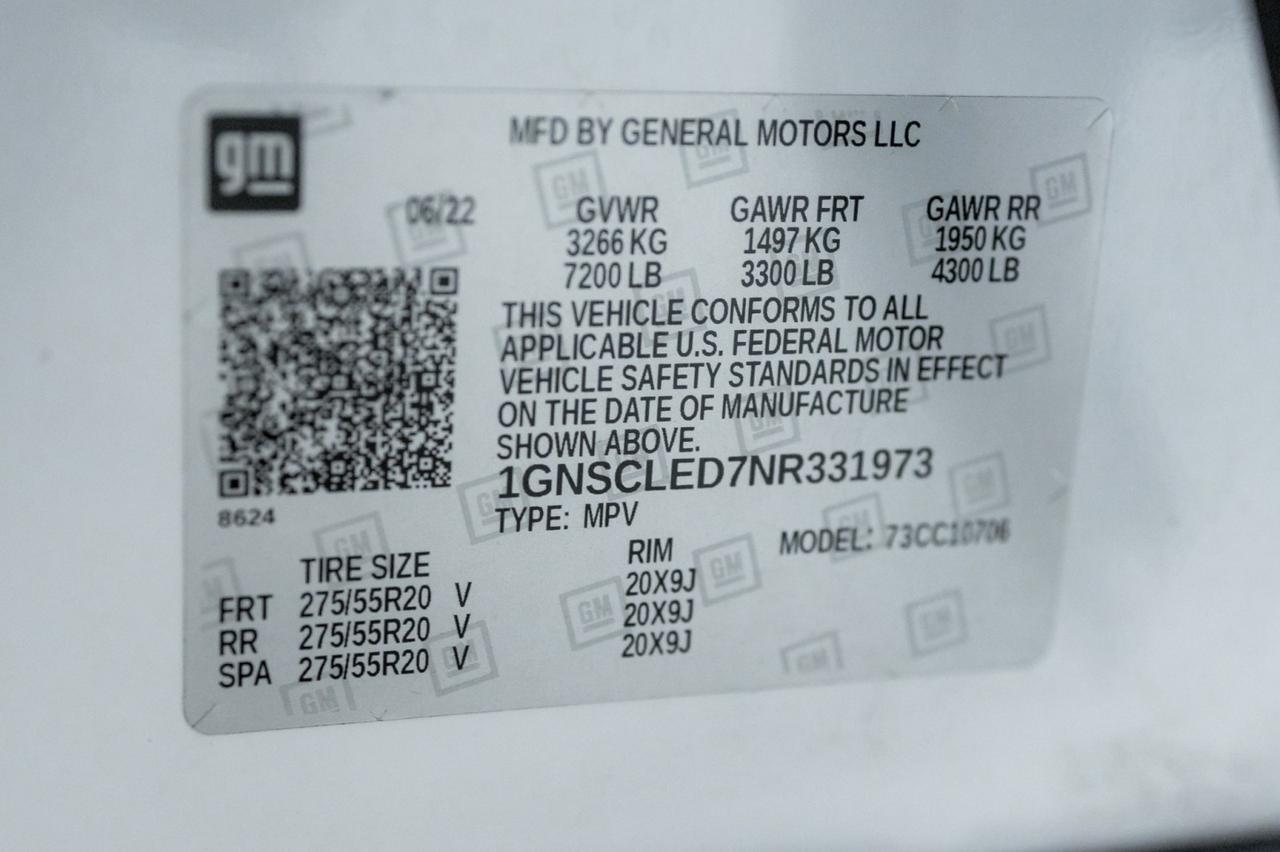 gm
MFD BY GENERAL MOTORS LLC
06/22 GVWR GAWR FRT GAWR RR
3266 KG 1497 KG 1950 KG
7200 LB 3300 LB 4300 LB
THIS VEHICLE CONFORMS TO ALL
APPLICABLE U.S. FEDERAL MOTOR
VEHICLE SAFETY STANDARDS IN EFFECT
ON THE DATE OF MANUFACTURE
SHOWN ABOVE.
1GNSCLED7NR331973
8624
TYPE: MPV
MODEL: 73CC10706
TIRE SIZE RIM
FRT 275/55R20 V 20X9J
RR 275/55R20 V 20X9J
SPA 275/55R20 V 20X9J